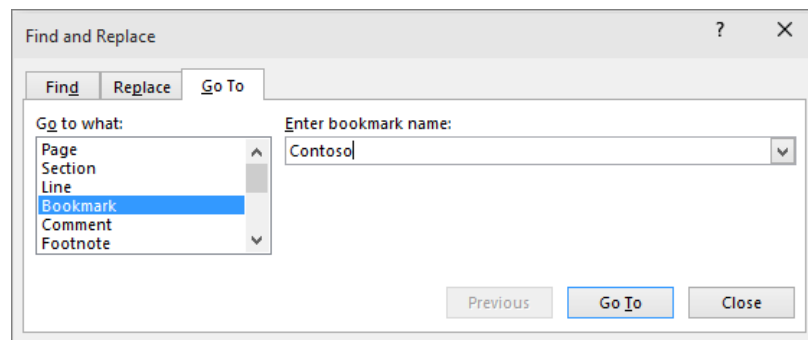 Find and Replace ?
Find Replace Go To
Go to what: Enter bookmark name:
Page Contoso
Section
Line
Bookmark
Comment
Footnote
Previous Go To Close